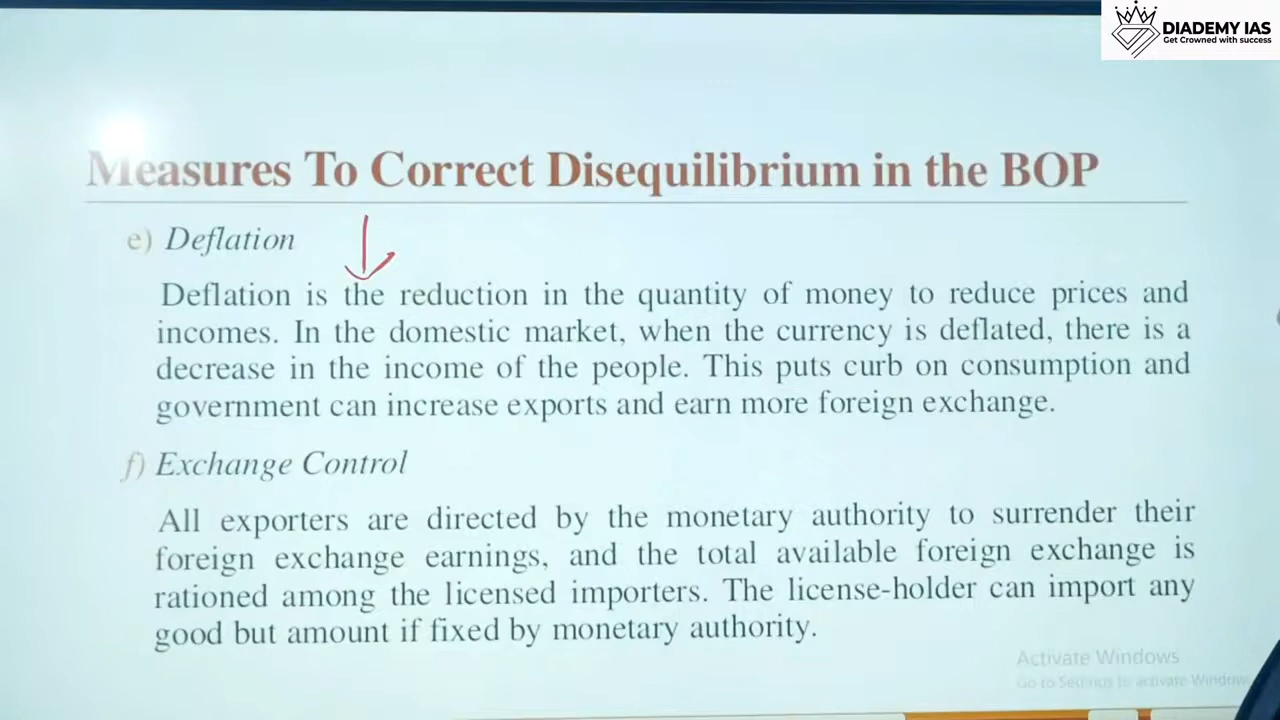 DIADEMY IAS
Get Crowned with success
Measures To Correct Disequilibrium in the BOP
e) Deflation
Deflation is the reduction in the quantity of money to reduce prices and
incomes. In the domestic market, when the currency is deflated, there is a
decrease in the income of the people. This puts curb on consumption and
government can increase exports and earn more foreign exchange.
f) Exchange Control
All exporters are directed by the monetary authority to surrender their
foreign exchange earnings, and the total available foreign exchange is
rationed among the licensed importers. The license-holder can import any
good but amount if fixed by monetary authority.
Activate Windows
Go to Settings to activate Window